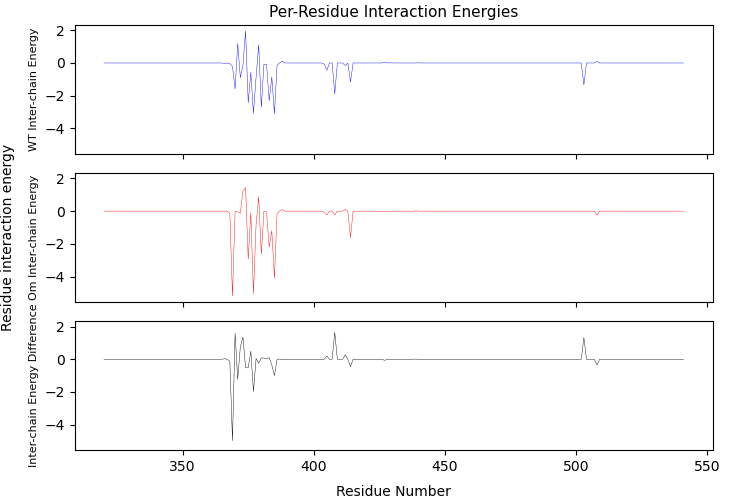 Per-Residue Interaction Energies
Residue interaction energy
WT Inter-chain Energy
2
0
−2
−4
Om Inter-chain Energy
2
0
−2
−4
Inter-chain Energy Difference
2
0
−2
−4
350
400
450
500
550
Residue Number